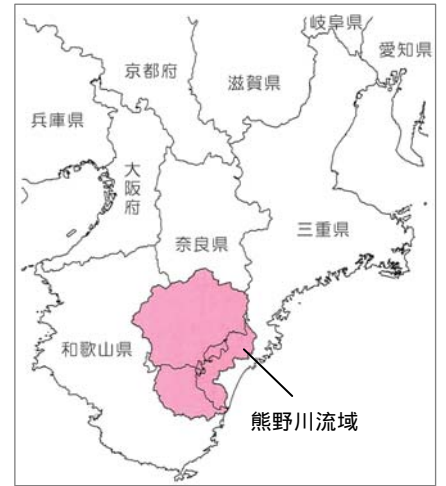 岐阜県
愛知県
京都府
滋賀県
兵庫県
大阪府
三重県
奈良県
和歌山県
熊野川流域